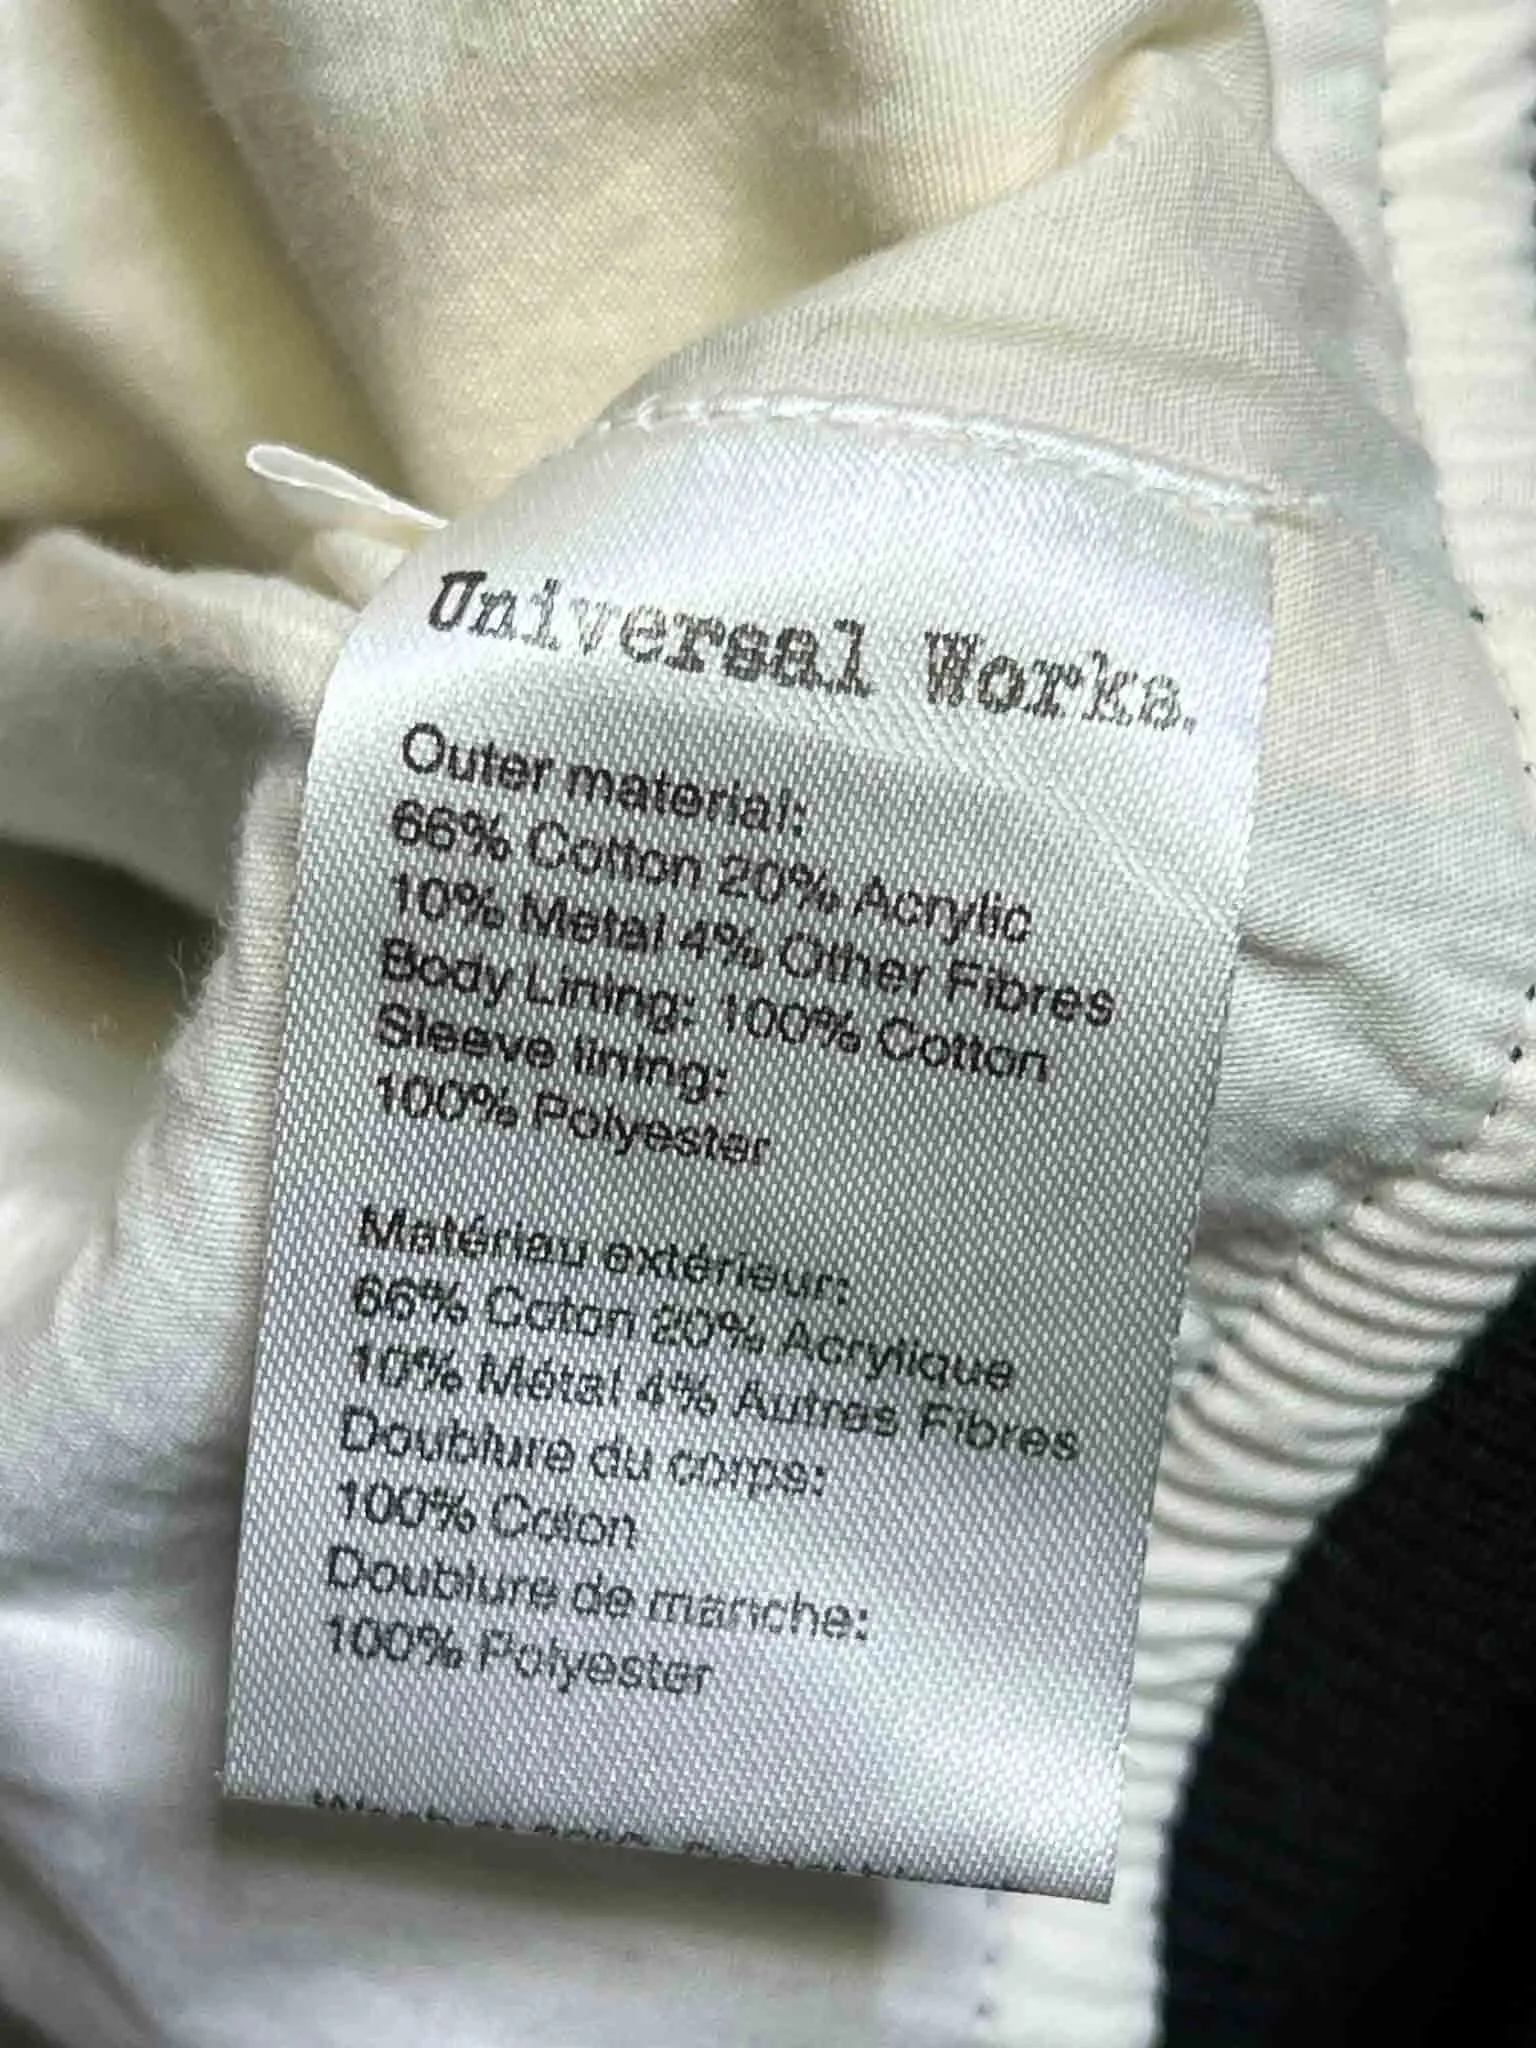 Universal Works.
Outer material:
66% Cotton 20% Acrylic
10% Metal 4% Other Fibres
Body Lining: 100% Cotton
Sleeve lining:
100% Polyester
Matériau extérieur:
66% Coton 20% Acrylique
10% Métal 4% Autres Fibres
Doublure du corps:
100% Coton
Doublure de manche:
100% Polyester